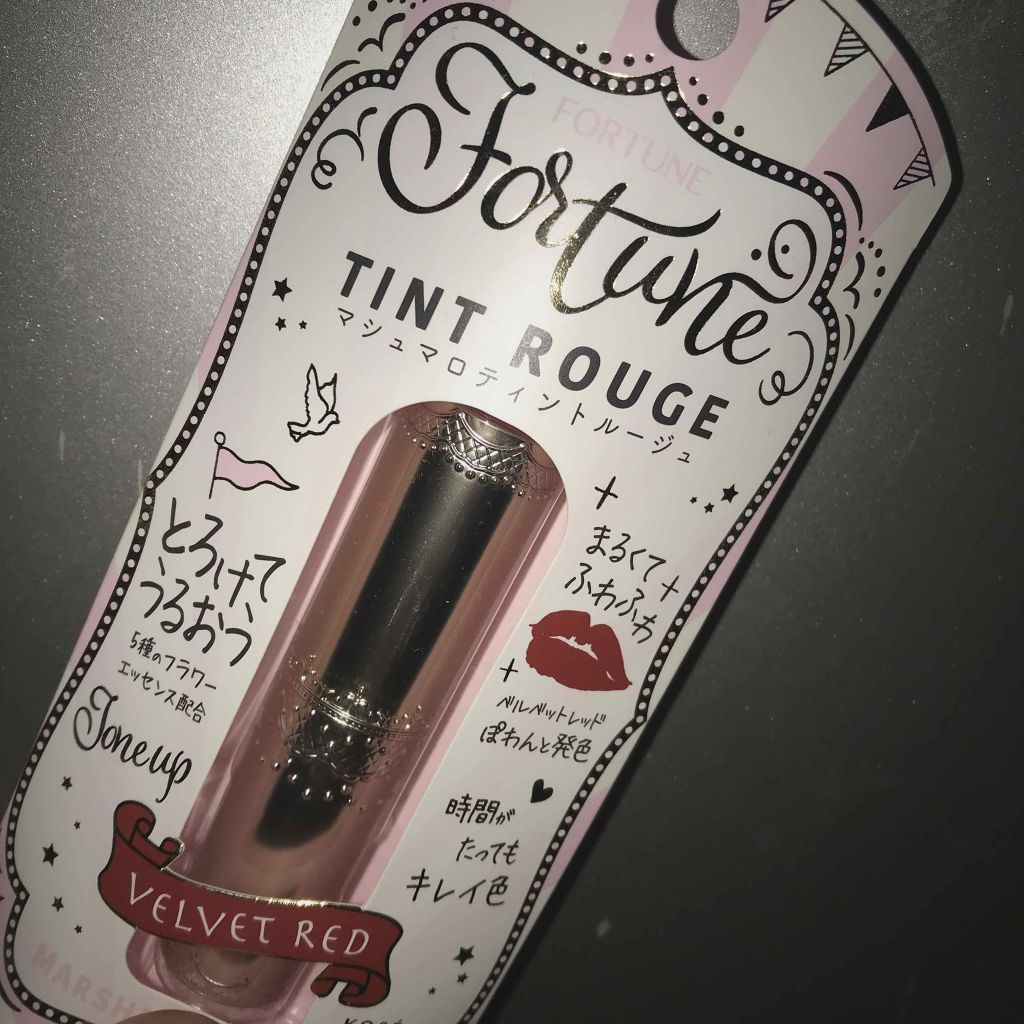 FORTUNE
Fortune
TINT ROUGE
マシュマロティントルージュ
とろけて
うるおう
5種のフラワー
エッセンス配合
Tone up
まるくて
ふわふわ
ベルベットレッド
ぽわんと発色
時間が
たっても
キレイ色
VELVET RED